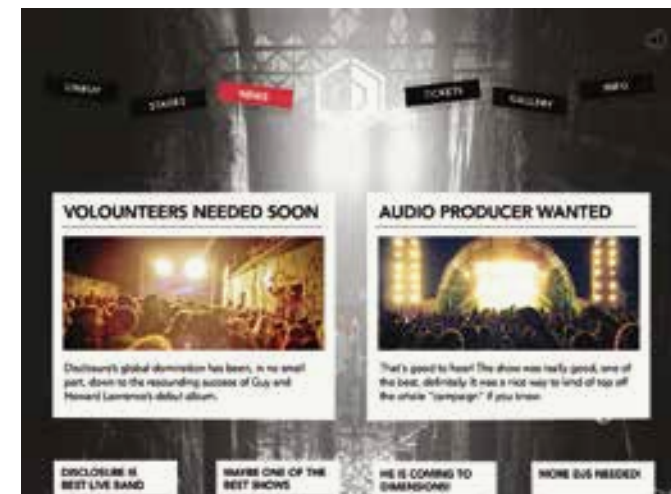 LINEUP
STAGES
NEWS
TICKETS
GALLERY
INFO
VOLOUNTEERS NEEDED SOON
AUDIO PRODUCER WANTED
Disclosure's global domination has been, in no small
part, down to the resounding success of Guy and
Howard Lawrence's debut album.
That's good to hear! The show was really good, one of
the best, definitely it was a nice way to kind of top off
the whole "campaign" if you know
DISCLOSURE IS
BEST LIVE BAND
MAYBE ONE OF THE
BEST SHOWS
HE IS COMING TO
DIMENSIONS!
MORE DJS NEEDED!